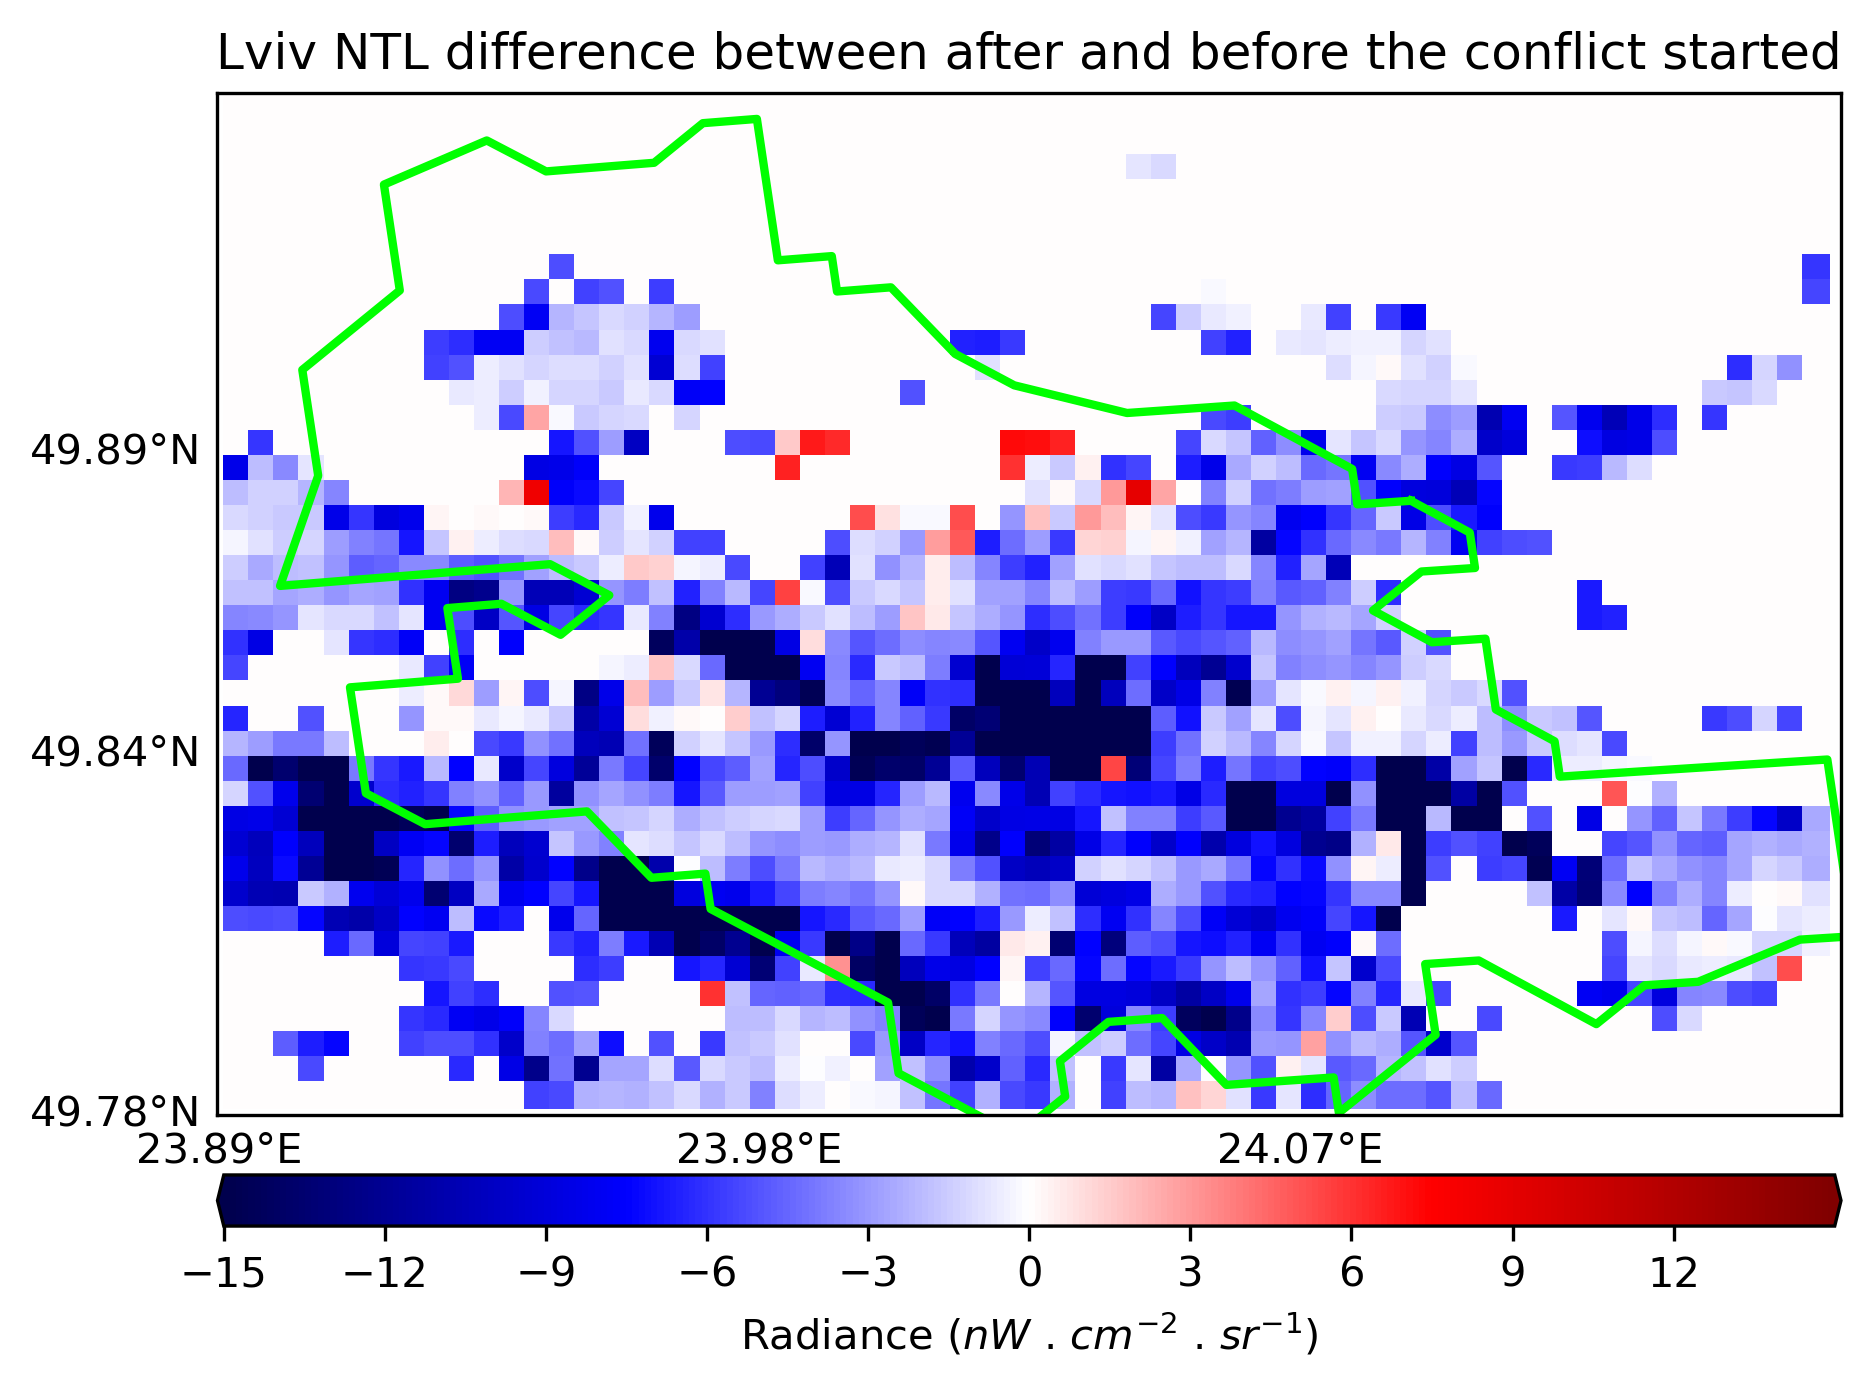 Lviv NTL difference between after and before the conflict started
49.89°N
49.84°N
49.78°N
23.89°E 23.98°E 24.07°E
−15 −12 −9 −6 −3 0 3 6 9 12
Radiance (nW . cm⁻² . sr⁻¹)